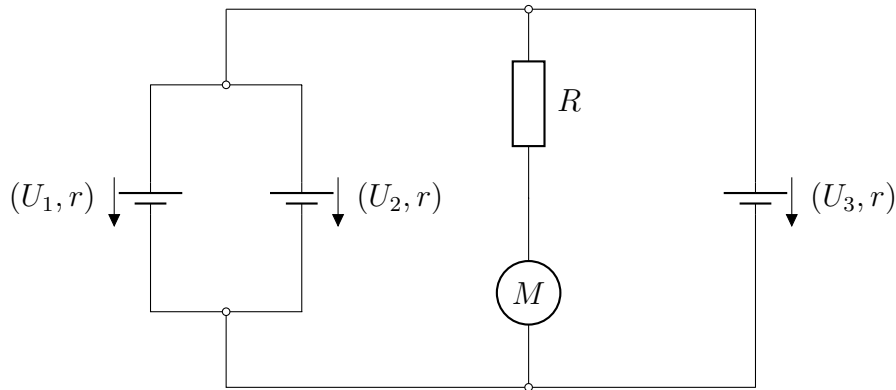 R
(U₁, r)
(U₂, r)
(U₃, r)
M